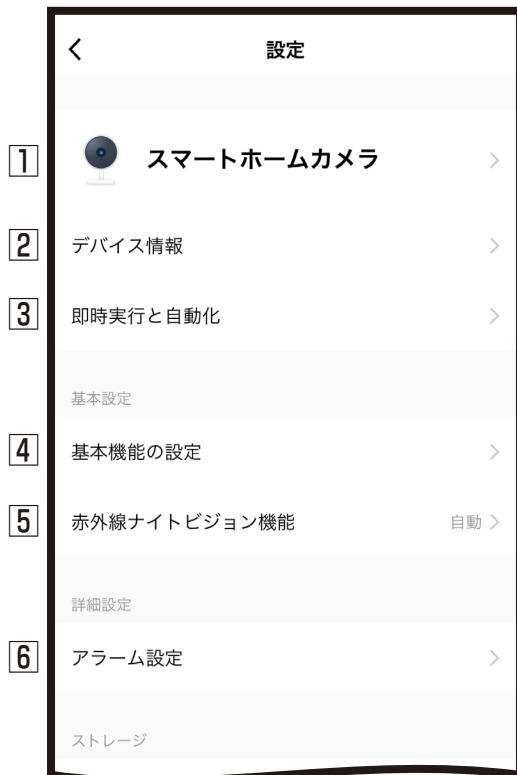 設定
1 スマートホームカメラ
2 デバイス情報
3 即時実行と自動化
基本設定
4 基本機能の設定
5 赤外線ナイトビジョン機能 自動
詳細設定
6 アラーム設定
ストレージ